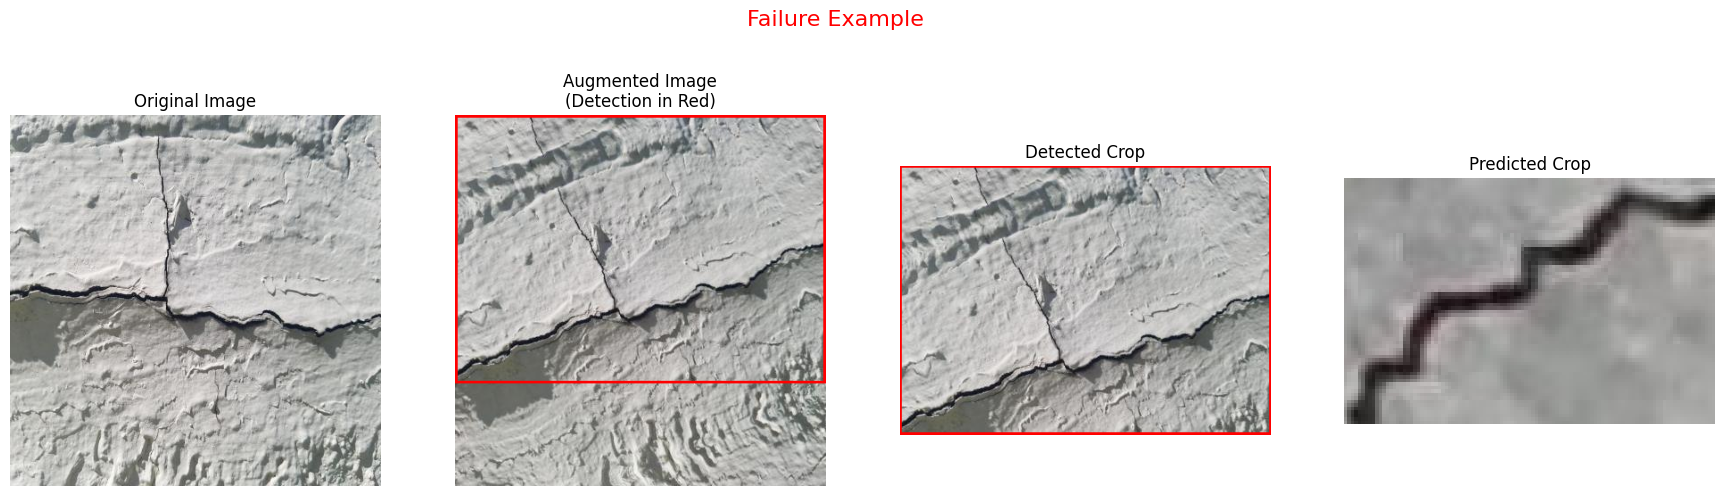 Failure Example
Original Image
Augmented Image
(Detection in Red)
Detected Crop
Predicted Crop